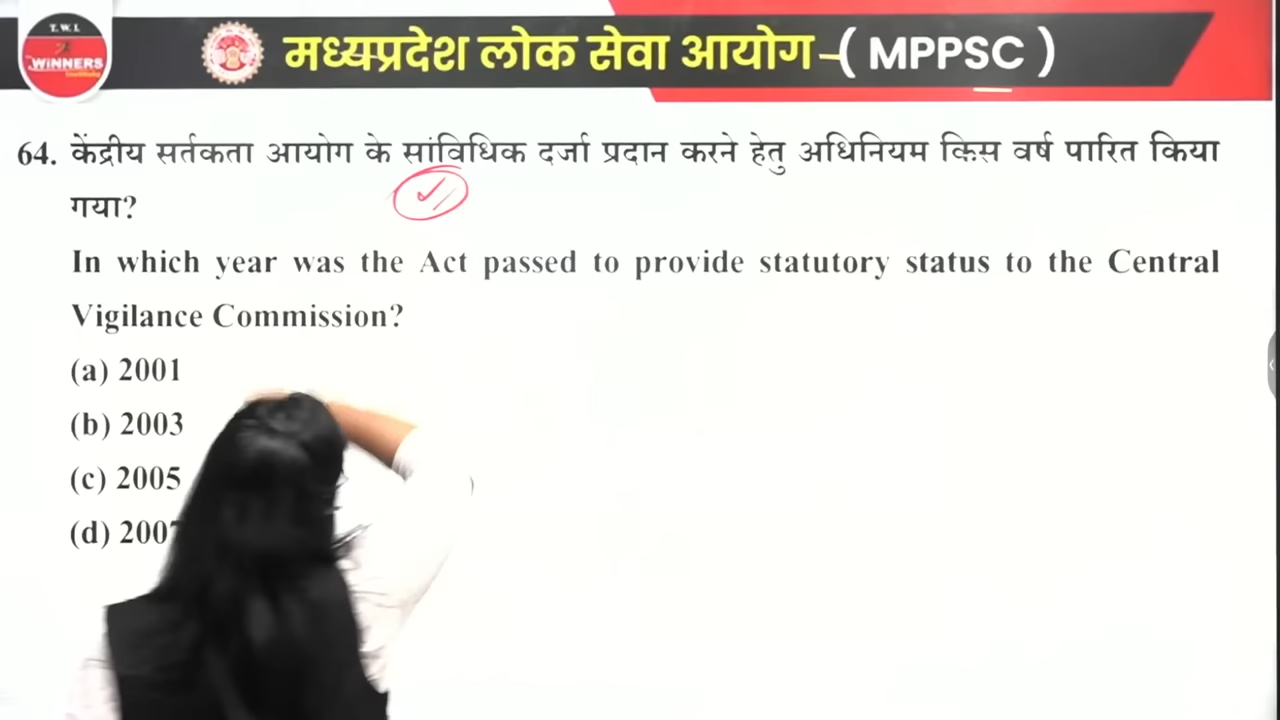 T.W.I.
WINNERS
मध्यप्रदेश लोक सेवा आयोग-( MPPSC )
64. केंद्रीय सर्तकता आयोग के सांविधिक दर्जा प्रदान करने हेतु अधिनियम किस वर्ष पारित किया
गया?
In which year was the Act passed to provide statutory status to the Central
Vigilance Commission?
(a) 2001
(b) 2003
(c) 2005
(d) 2007